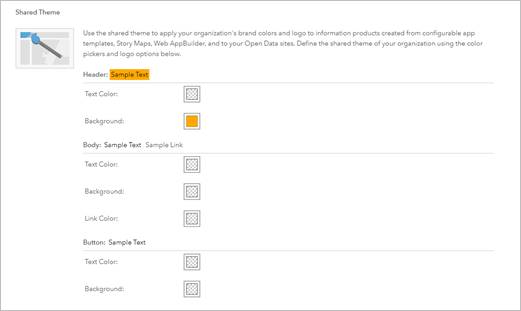 Shared Theme
Use the shared theme to apply your organization's brand colors and logo to information products created from configurable app
templates, Story Maps, Web AppBuilder, and to your Open Data sites. Define the shared theme of your organization using the color
pickers and logo options below.
Header: Sample Text
Text Color:
Background:
Body: Sample Text Sample Link
Text Color:
Background:
Link Color:
Button: Sample Text
Text Color:
Background: